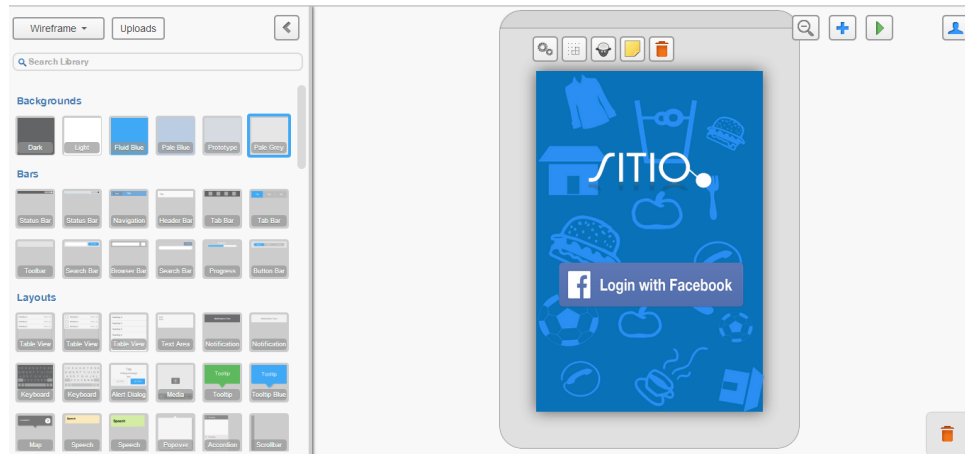 Wireframe Uploads
Search Library
Backgrounds
Dark Light Fluid Blue Pale Blue Prototype Pale Grey
Bars
Status Bar Status Bar Navigation Header Bar Tab Bar Tab Bar
Toolbar Search Bar Browser Bar Search Bar Progress Button Bar
Layouts
Table View Table View Table View Text Area Notification Notification
Tooltip Tooltip
Keyboard Keyboard Alert Dialog Media Tooltip Tooltip Blue
Speech Speech
Map Speech Speech Popover Accordion Scrollbar
SITIO
Login with Facebook